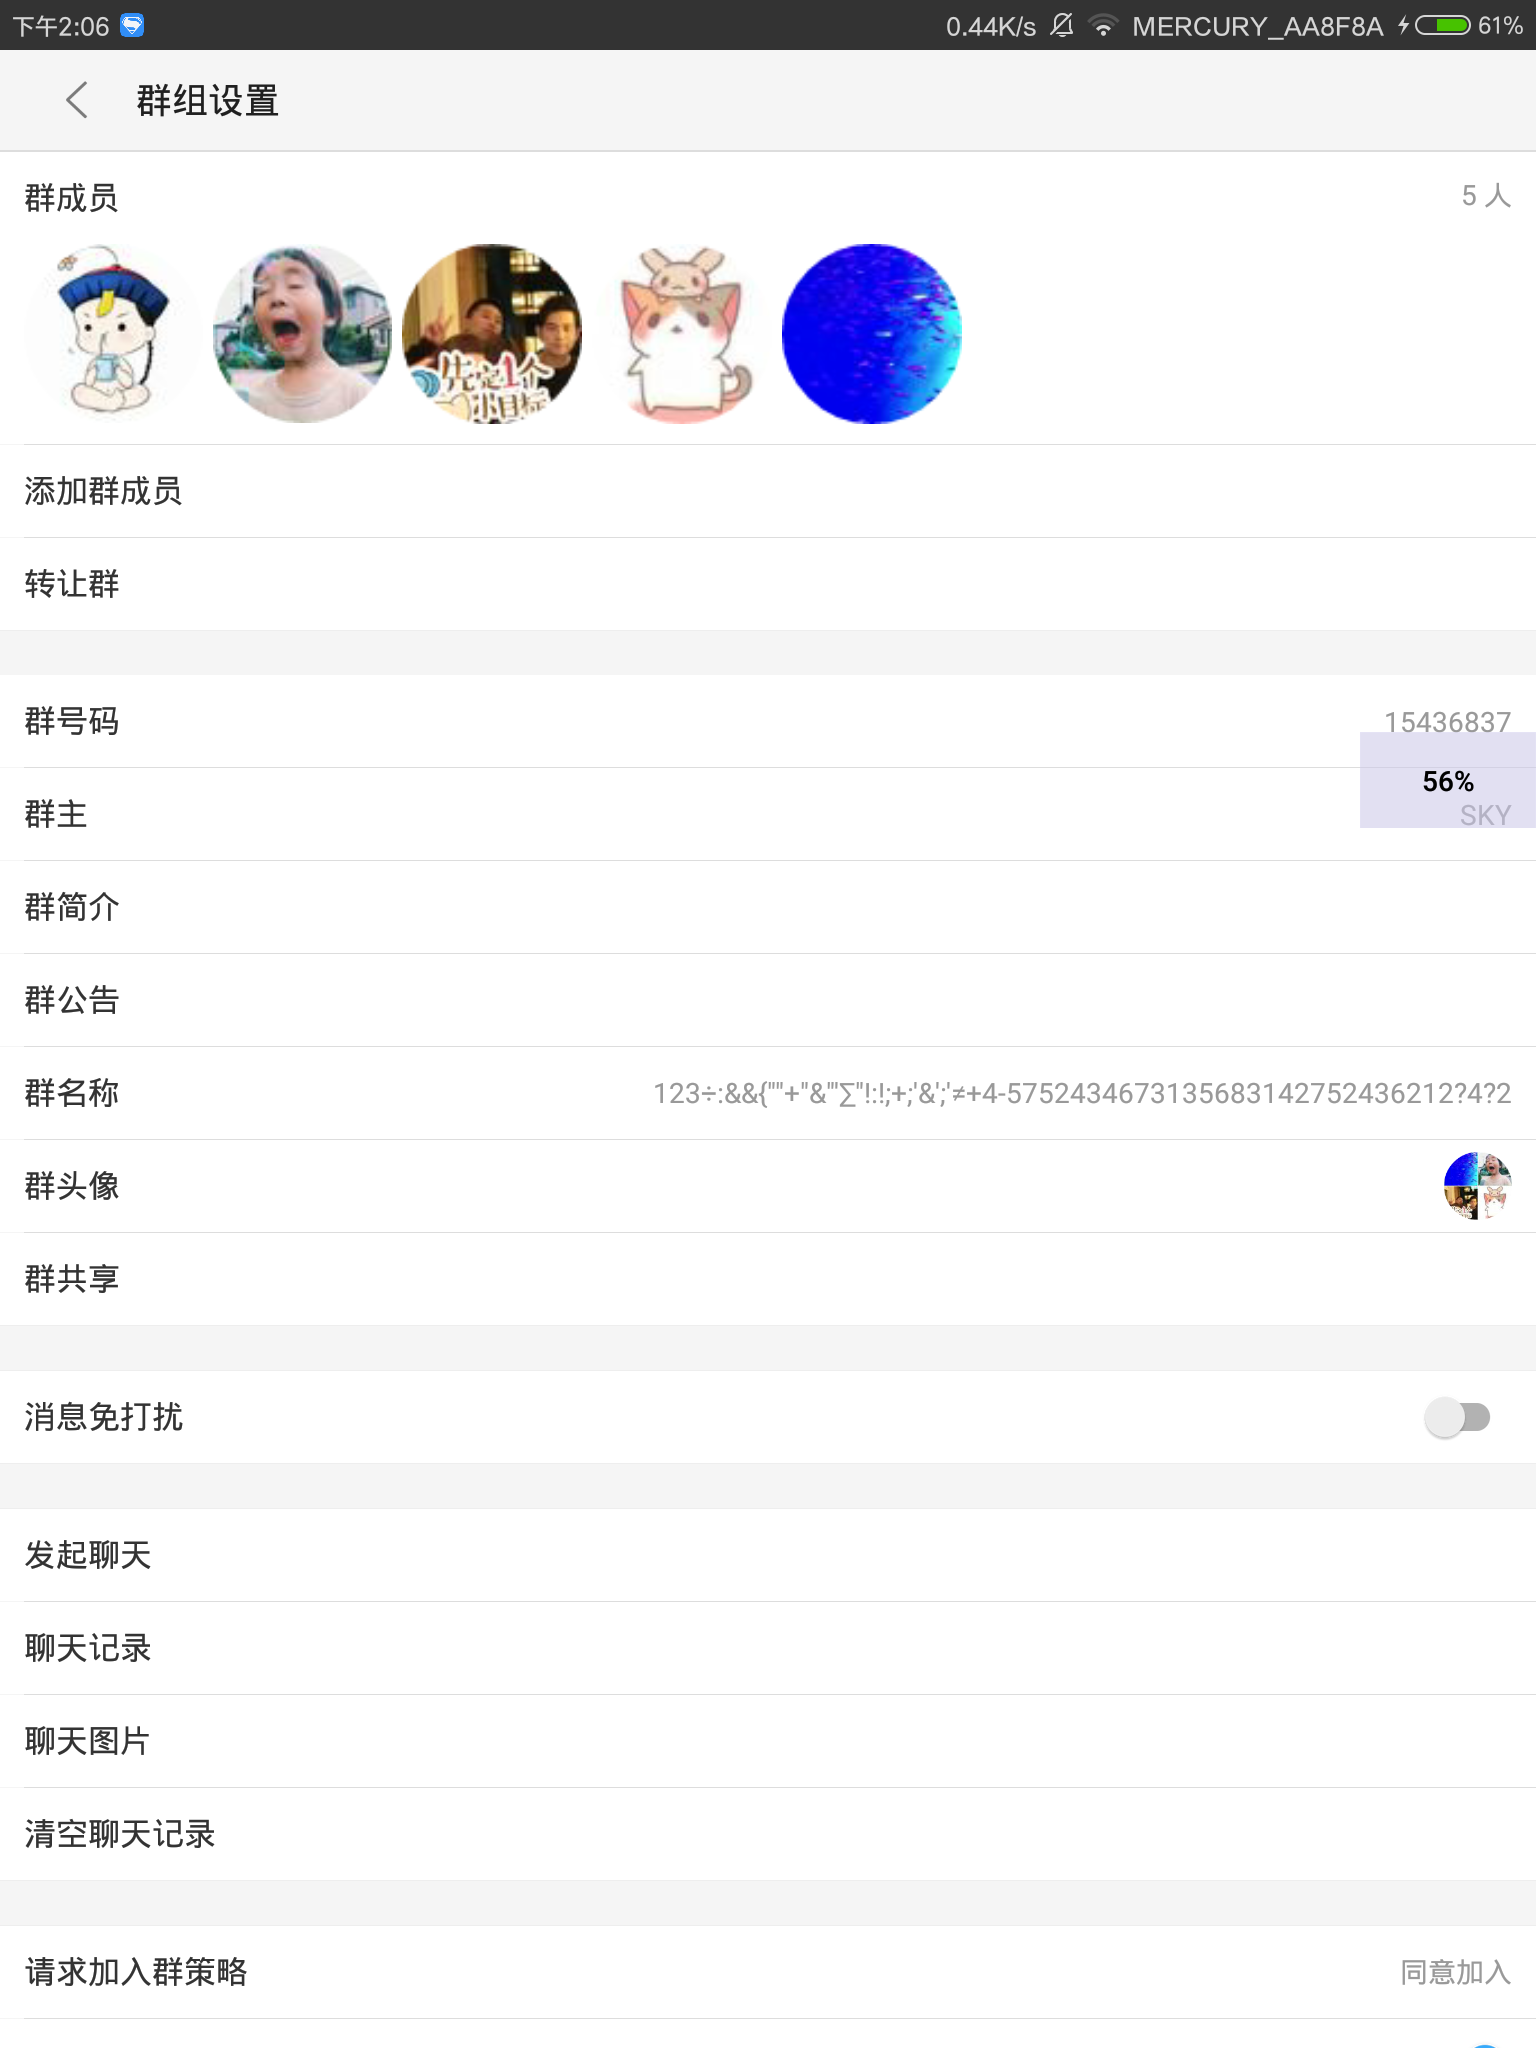 下午2:06
0.44K/s MERCURY_AA8F8A 61%
群组设置
群成员 5 人
先定1个
小目标
添加群成员
转让群
群号码 15436837
56%
群主 SKY
群简介
群公告
群名称 123÷:&&{""+"&'"∑"!:!;+;'&';'≠+4-5752434673135683142752436212?4?2
群头像
群共享
消息免打扰
发起聊天
聊天记录
聊天图片
清空聊天记录
请求加入群策略 同意加入